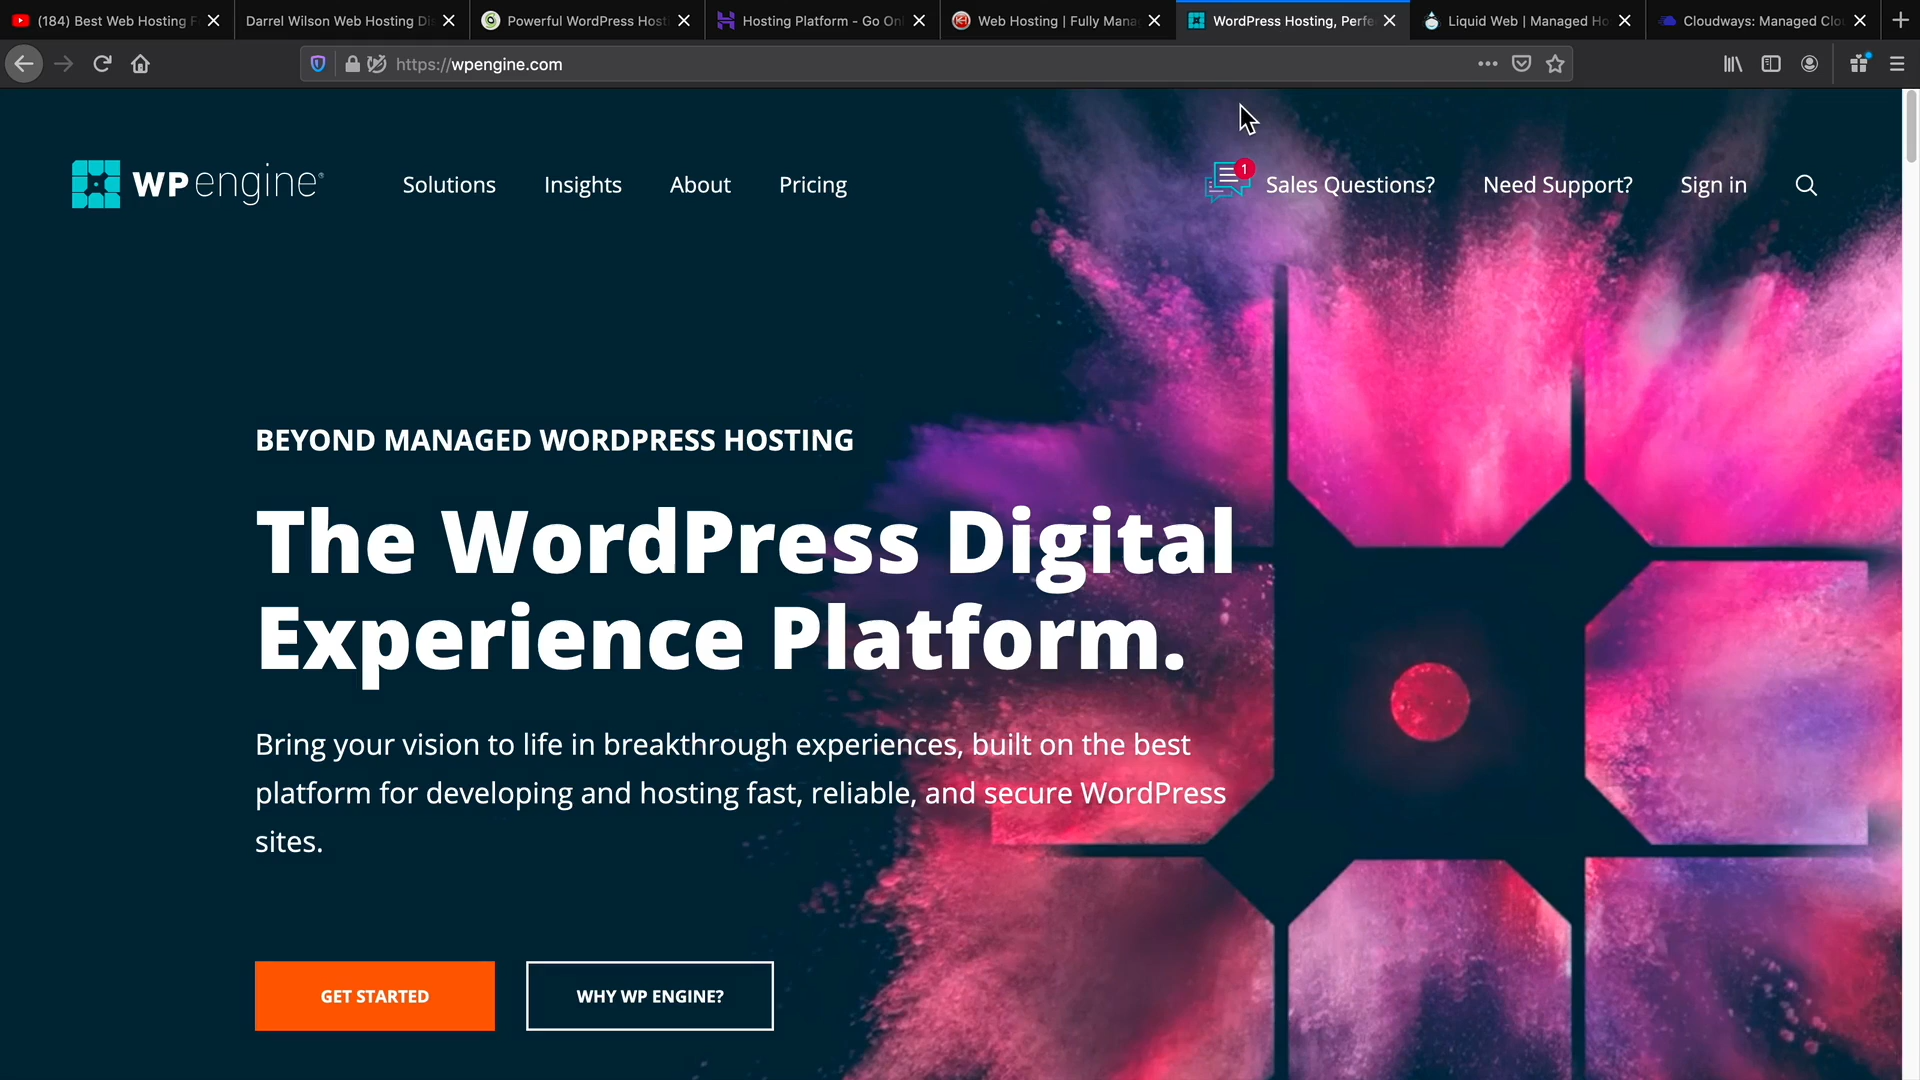 (184) Best Web Hosting F
Darrel Wilson Web Hosting Di
Powerful WordPress Host
Hosting Platform - Go Onl
Web Hosting | Fully Mana
WordPress Hosting, Perfe
Liquid Web | Managed Ho
Cloudways: Managed Clo
https://wpengine.com
WP engine®
Solutions
Insights
About
Pricing
1
Sales Questions?
Need Support?
Sign in
BEYOND MANAGED WORDPRESS HOSTING
The WordPress Digital
Experience Platform.
Bring your vision to life in breakthrough experiences, built on the best
platform for developing and hosting fast, reliable, and secure WordPress
sites.
GET STARTED
WHY WP ENGINE?